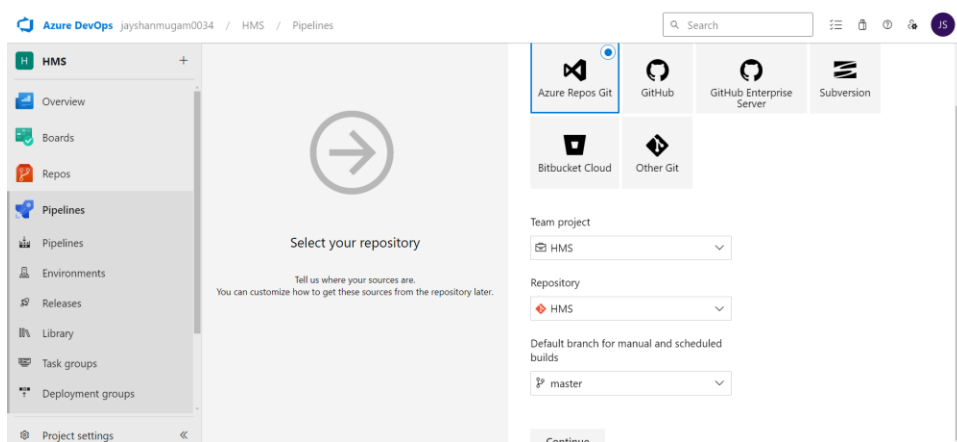 Azure DevOps jayshanmugam0034 / HMS / Pipelines
Search
JS
H HMS
Overview
Boards
Repos
Pipelines
Pipelines
Environments
Releases
Library
Task groups
Deployment groups
Project settings
Select your repository
Tell us where your sources are.
You can customize how to get these sources from the repository later.
Azure Repos Git
GitHub
GitHub Enterprise
Server
Subversion
Bitbucket Cloud
Other Git
Team project
HMS
Repository
HMS
Default branch for manual and scheduled
builds
master
Continue